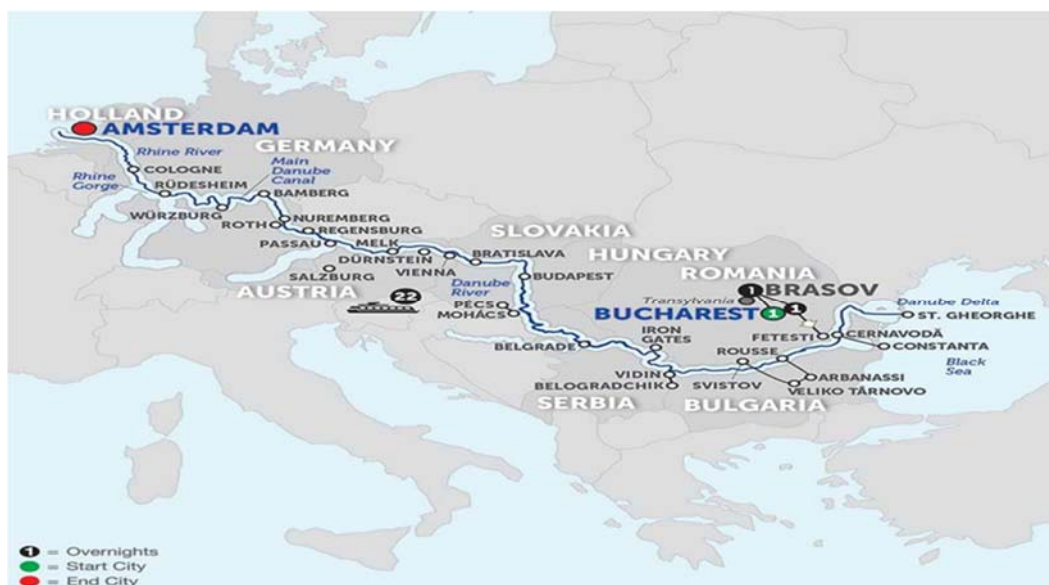 HOLLAND
AMSTERDAM
GERMANY
Rhine River
Main
Danube
Canal
COLOGNE
Rhine
Gorge
RÜDESHEIM
BAMBERG
WÜRZBURG
NUREMBERG
ROTH
REGENSBURG
SLOVAKIA
PASSAU
MELK
BRATISLAVA
HUNGARY
DÜRNSTEIN
VIENNA
SALZBURG
BUDAPEST
ROMANIA
AUSTRIA
22
Danube
River
1 BRASOV
Transylvania
Danube Delta
PÉCS
MOHÁCS
BUCHAREST 1
1
ST. GHEORGHE
IRON
GATES
FETESTI
CERNAVODĂ
BELGRADE
ROUSSE
CONSTANTA
Black
Sea
VIDIN
ARBANASSI
BELOGRADCHIK
SVISTOV
VELIKO TÂRNOVO
SERBIA
BULGARIA
1 = Overnights
= Start City
= End City